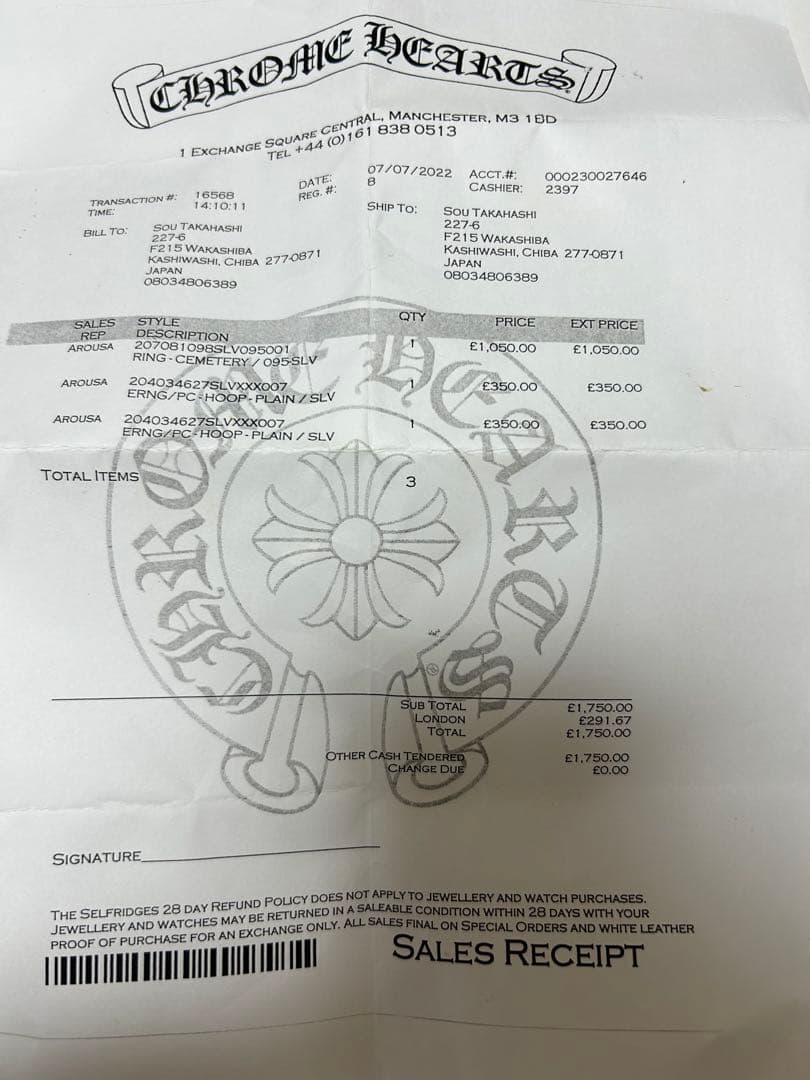 CHROME HEARTS
1 EXCHANGE SQUARE CENTRAL, MANCHESTER, M3 1BD
TEL +44 (0)161 838 0513
TRANSACTION #: 16568 DATE: 07/07/2022 ACCT.#: 000230027646
TIME: 14:10:11 REG. #: 8 CASHIER: 2397
BILL TO: SOU TAKAHASHI SHIP TO: SOU TAKAHASHI
227-6 227-6
F215 WAKASHIBA F215 WAKASHIBA
KASHIWASHI, CHIBA 277-0871 KASHIWASHI, CHIBA 277-0871
JAPAN JAPAN
08034806389 08034806389
SALES REP STYLE DESCRIPTION QTY PRICE EXT PRICE
AROUSA 207081098SLV095001 1 £1,050.00 £1,050.00
RING - CEMETERY / 095-SLV
AROUSA 204034627SLVXXX007 1 £350.00 £350.00
ERNG/PC - HOOP - PLAIN / SLV
AROUSA 204034627SLVXXX007 1 £350.00 £350.00
ERNG/PC - HOOP - PLAIN / SLV
TOTAL ITEMS 3
CHROME HEARTS
®
SUB TOTAL £1,750.00
LONDON £291.67
TOTAL £1,750.00
OTHER CASH TENDERED £1,750.00
CHANGE DUE £0.00
SIGNATURE
THE SELFRIDGES 28 DAY REFUND POLICY DOES NOT APPLY TO JEWELLERY AND WATCH PURCHASES.
JEWELLERY AND WATCHES MAY BE RETURNED IN A SALEABLE CONDITION WITHIN 28 DAYS WITH YOUR
PROOF OF PURCHASE FOR AN EXCHANGE ONLY. ALL SALES FINAL ON SPECIAL ORDERS AND WHITE LEATHER
SALES RECEIPT